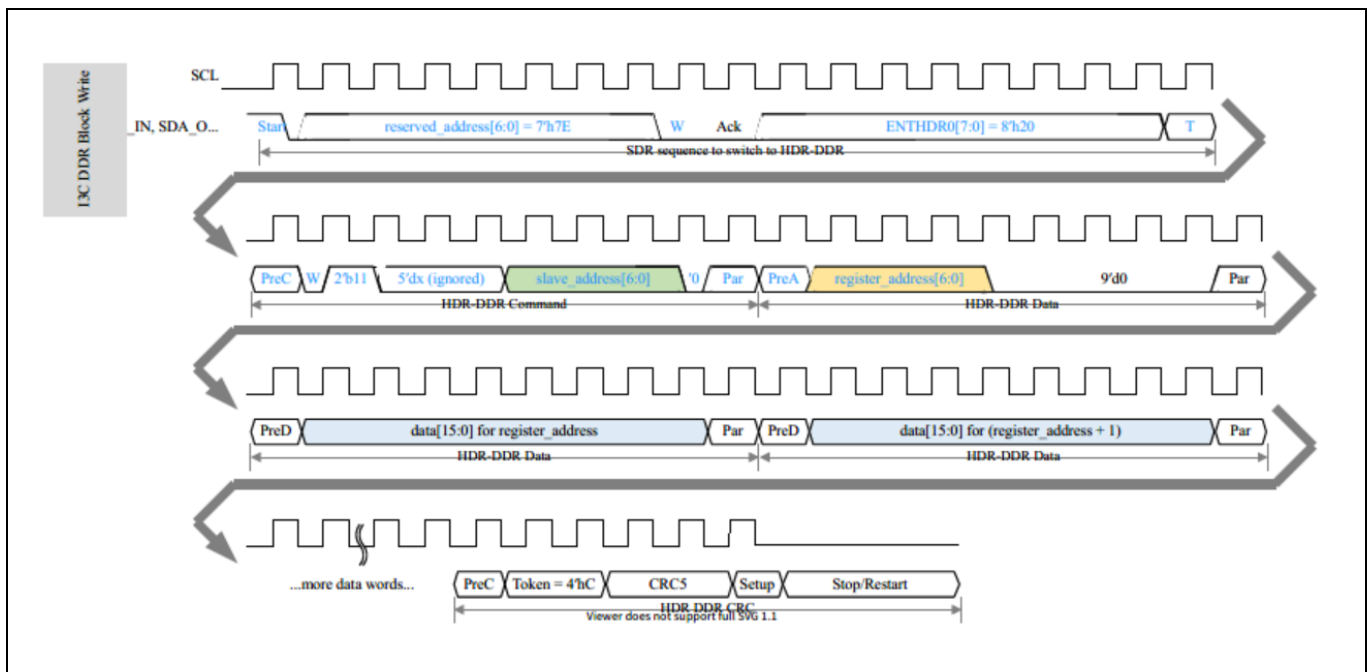 I3C DDR Block Write
SCL
_IN, SDA_O...
Start reserved_address[6:0] = 7'h7E W Ack ENTHDR0[7:0] = 8'h20 T
SDR sequence to switch to HDR-DDR
PreC W 2'b11 5'dx (ignored) slave_address[6:0] '0 Par PreA register_address[6:0] 9'd0 Par
HDR-DDR Command HDR-DDR Data
PreD data[15:0] for register_address Par PreD data[15:0] for (register_address + 1) Par
HDR-DDR Data HDR-DDR Data
...more data words... PreC Token = 4'hC CRC5 Setup Stop/Restart
HDR DDR CRC
Viewer does not support full SVG 1.1